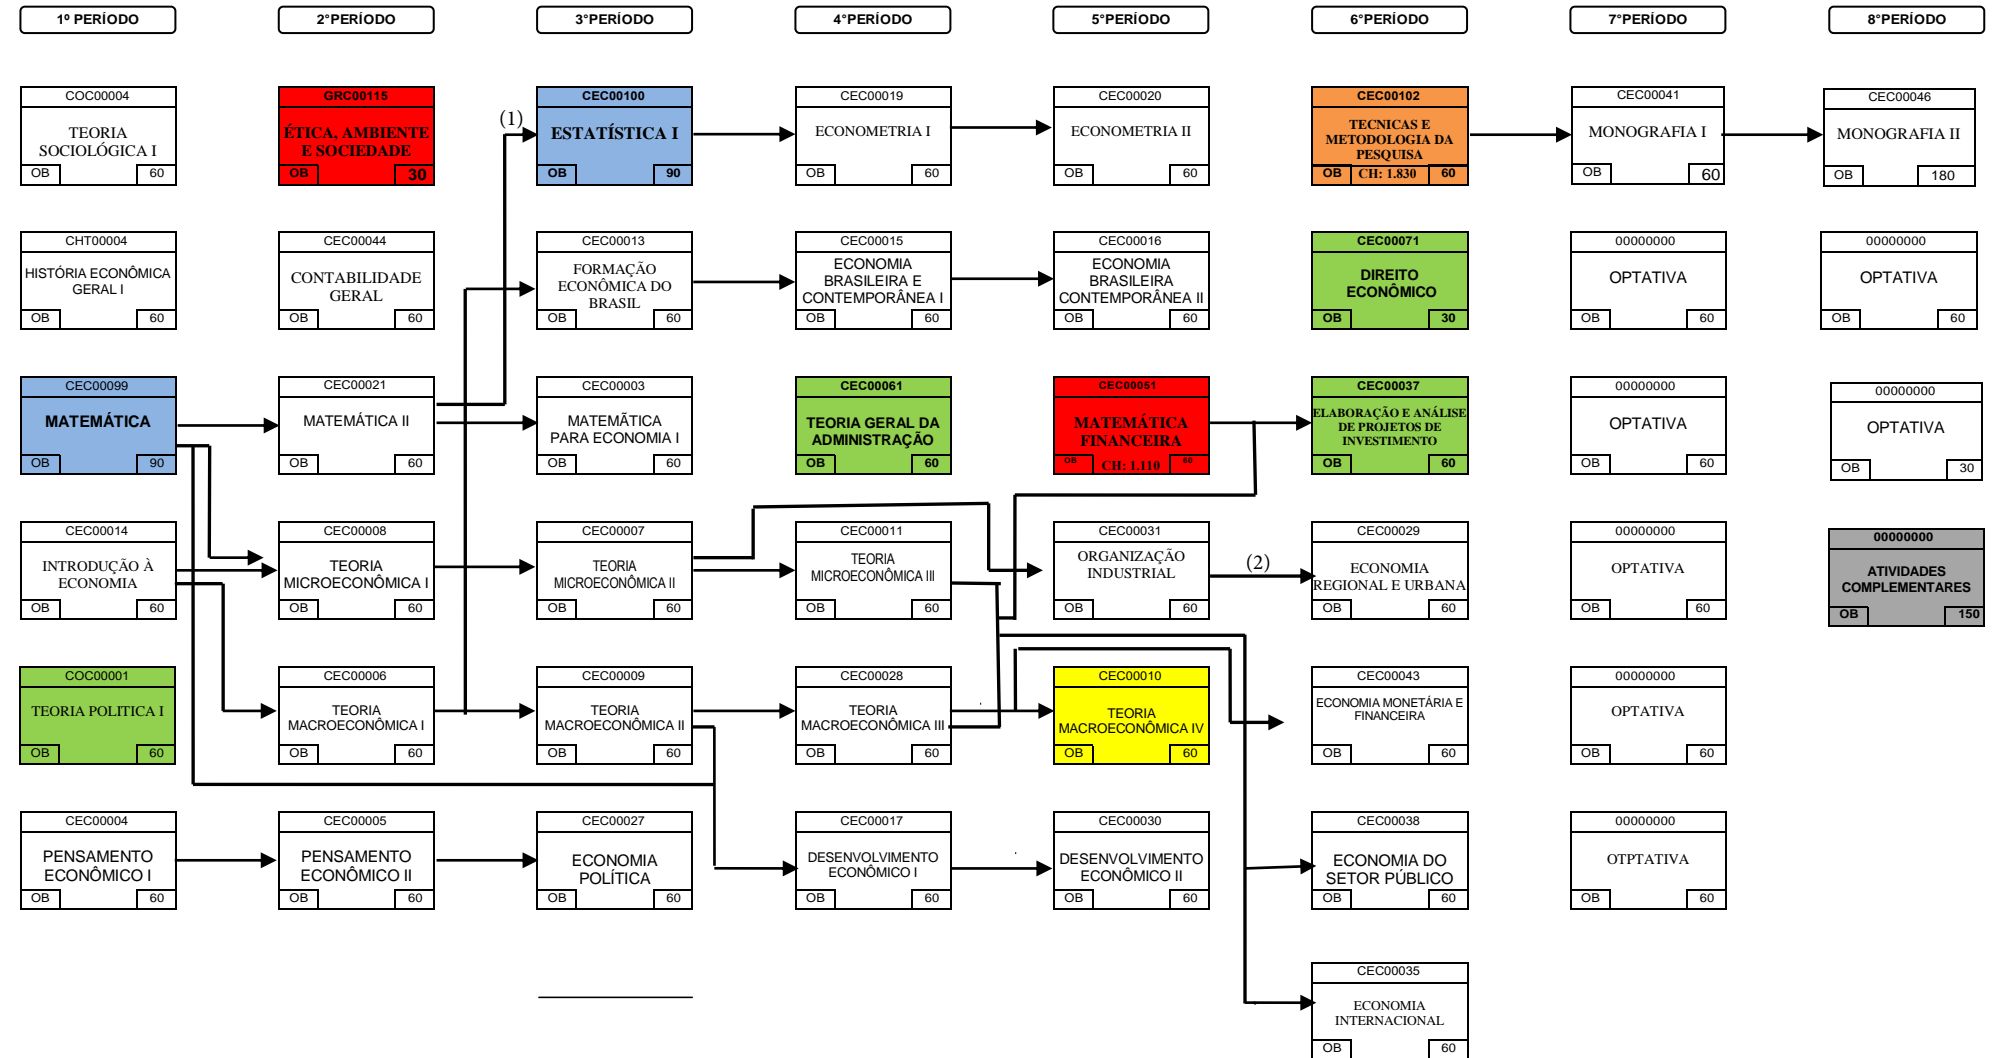 1º PERÍODO
2°PERÍODO
3°PERÍODO
4°PERÍODO
5°PERÍODO
6°PERÍODO
7°PERÍODO
8°PERÍODO
COC00004
TEORIA
SOCIOLÓGICA I
OB 60
GRC00115
ÉTICA, AMBIENTE
E SOCIEDADE
OB 30
(1)
CEC00100
ESTATÍSTICA I
OB 90
CEC00019
ECONOMETRIA I
OB 60
CEC00020
ECONOMETRIA II
OB 60
CEC00102
TECNICAS E
METODOLOGIA DA
PESQUISA
OB CH: 1.830 60
CEC00041
MONOGRAFIA I
OB 60
CEC00046
MONOGRAFIA II
OB 180
CHT00004
HISTÓRIA ECONÔMICA
GERAL I
OB 60
CEC00044
CONTABILIDADE
GERAL
OB 60
CEC00013
FORMAÇÃO
ECONÔMICA DO
BRASIL
OB 60
CEC00015
ECONOMIA
BRASILEIRA E
CONTEMPORÂNEA I
OB 60
CEC00016
ECONOMIA
BRASILEIRA
CONTEMPORÂNEA II
OB 60
CEC00071
DIREITO
ECONÔMICO
OB 30
00000000
OPTATIVA
OB 60
00000000
OPTATIVA
OB 60
CEC00099
MATEMÁTICA
OB 90
CEC00021
MATEMÁTICA II
OB 60
CEC00003
MATEMÃTICA
PARA ECONOMIA I
OB 60
CEC00061
TEORIA GERAL DA
ADMINISTRAÇÃO
OB 60
CEC00051
MATEMÁTICA
FINANCEIRA
OB CH: 1.110 60
CEC00037
ELABORAÇÃO E ANÁLISE
DE PROJETOS DE
INVESTIMENTO
OB 60
00000000
OPTATIVA
OB 60
00000000
OPTATIVA
OB 30
CEC00014
INTRODUÇÃO À
ECONOMIA
OB 60
CEC00008
TEORIA
MICROECONÔMICA I
OB 60
CEC00007
TEORIA
MICROECONÔMICA II
OB 60
CEC00011
TEORIA
MICROECONÔMICA III
OB 60
CEC00031
ORGANIZAÇÃO
INDUSTRIAL
OB 60
(2)
CEC00029
ECONOMIA
REGIONAL E URBANA
OB 60
00000000
OPTATIVA
OB 60
00000000
ATIVIDADES
COMPLEMENTARES
OB 150
COC00001
TEORIA POLITICA I
OB 60
CEC00006
TEORIA
MACROECONÔMICA I
OB 60
CEC00009
TEORIA
MACROECONÔMICA II
OB 60
CEC00028
TEORIA
MACROECONÔMICA III
OB 60
CEC00010
TEORIA
MACROECONÔMICA IV
OB 60
CEC00043
ECONOMIA MONETÁRIA E
FINANCEIRA
OB 60
00000000
OPTATIVA
OB 60
CEC00004
PENSAMENTO
ECONÔMICO I
OB 60
CEC00005
PENSAMENTO
ECONÔMICO II
OB 60
CEC00027
ECONOMIA
POLÍTICA
OB 60
CEC00017
DESENVOLVIMENTO
ECONÔMICO I
OB 60
CEC00030
DESENVOLVIMENTO
ECONÔMICO II
OB 60
CEC00038
ECONOMIA DO
SETOR PÚBLICO
OB 60
00000000
OTPTATIVA
OB 60
CEC00035
ECONOMIA
INTERNACIONAL
OB 60